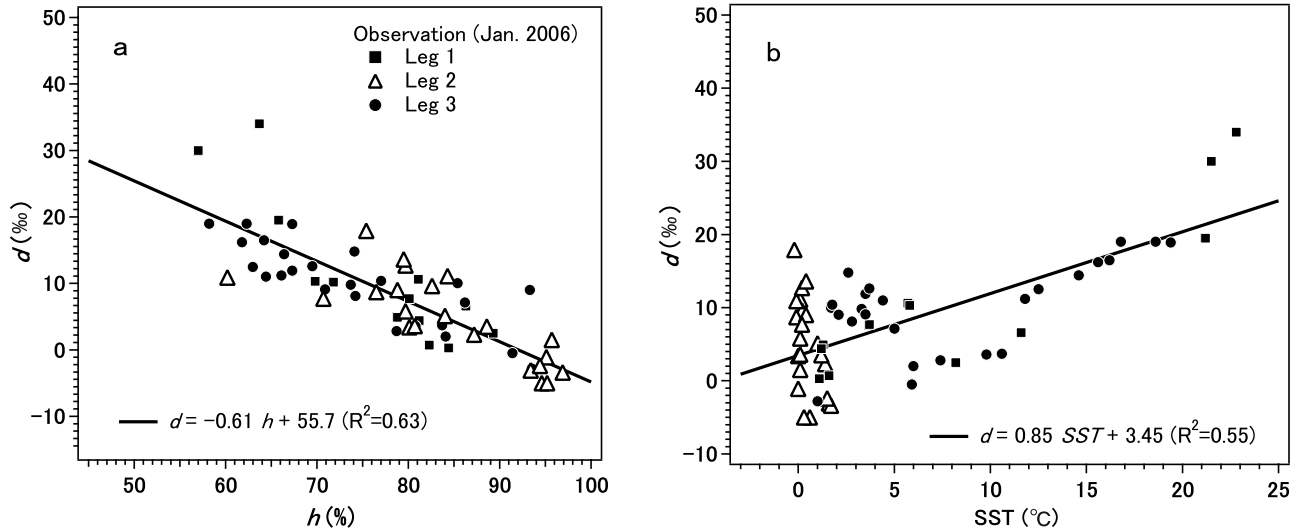 a
Observation (Jan. 2006)
Leg 1
Leg 2
Leg 3
50
40
30
20
10
0
-10
d (‰)
d = -0.61 h + 55.7 (R²=0.63)
50 60 70 80 90 100
h (%)
b
50
40
30
20
10
0
-10
d (‰)
d = 0.85 SST + 3.45 (R²=0.55)
0 5 10 15 20 25
SST (℃)